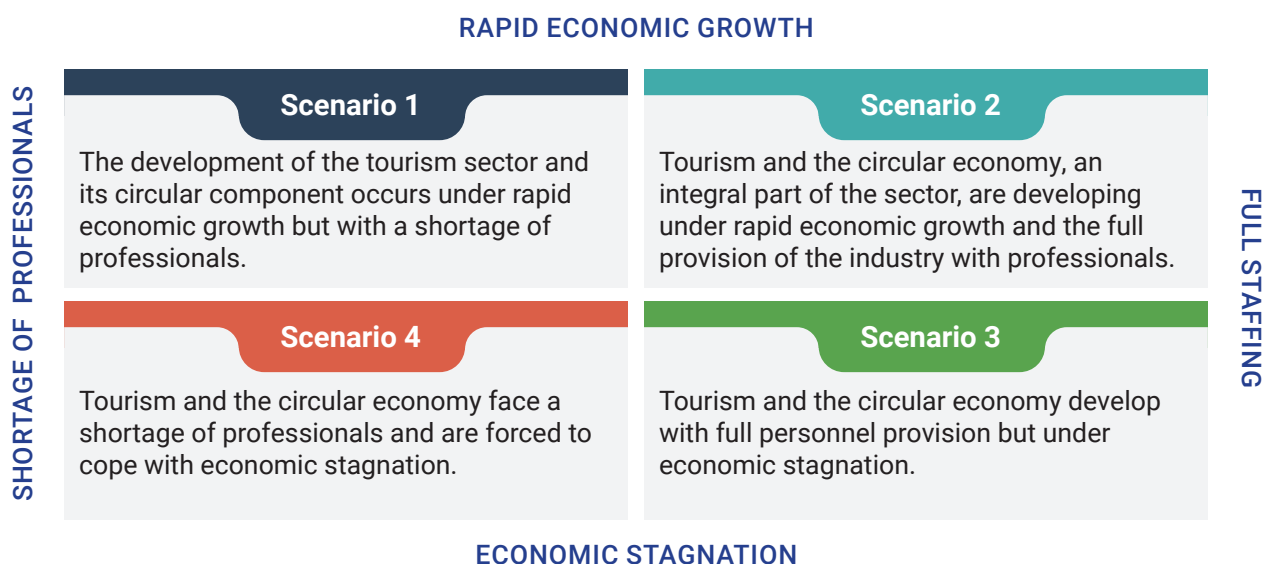 RAPID ECONOMIC GROWTH
SHORTAGE OF PROFESSIONALS
Scenario 1
The development of the tourism sector and
its circular component occurs under rapid
economic growth but with a shortage of
professionals.
Scenario 2
Tourism and the circular economy, an
integral part of the sector, are developing
under rapid economic growth and the full
provision of the industry with professionals.
FULL STAFFING
Scenario 4
Tourism and the circular economy face a
shortage of professionals and are forced to
cope with economic stagnation.
Scenario 3
Tourism and the circular economy develop
with full personnel provision but under
economic stagnation.
ECONOMIC STAGNATION